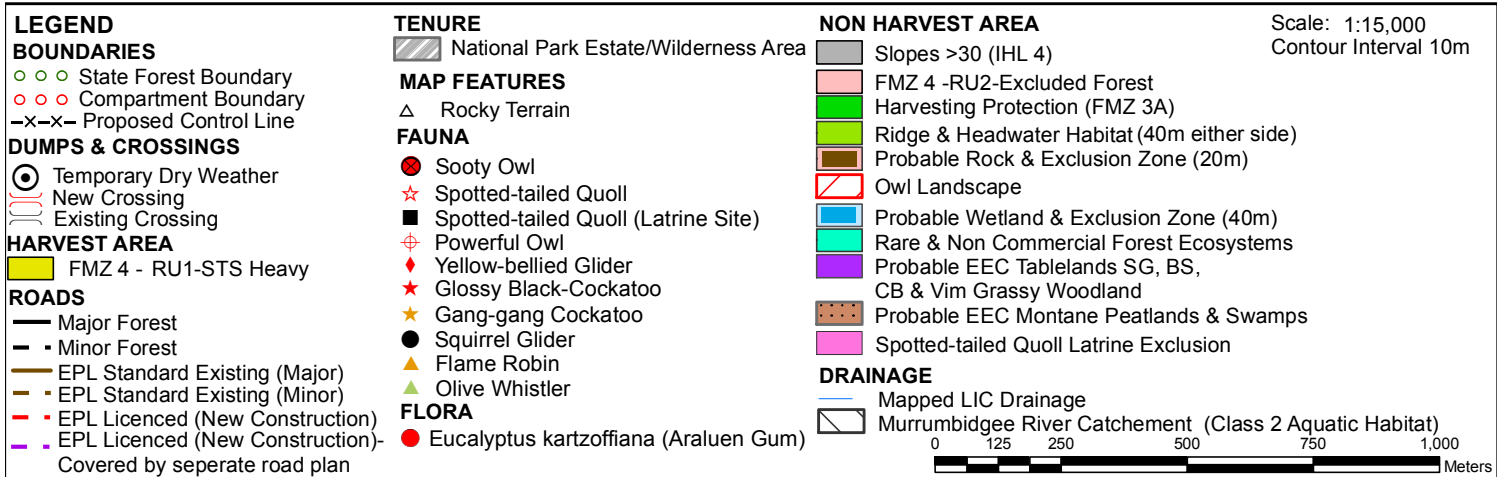 LEGEND
BOUNDARIES
State Forest Boundary
Compartment Boundary
-x-x- Proposed Control Line
DUMPS & CROSSINGS
Temporary Dry Weather
New Crossing
Existing Crossing
HARVEST AREA
FMZ 4 - RU1-STS Heavy
ROADS
Major Forest
Minor Forest
EPL Standard Existing (Major)
EPL Standard Existing (Minor)
EPL Licenced (New Construction)
EPL Licenced (New Construction)-
Covered by seperate road plan
TENURE
National Park Estate/Wilderness Area
MAP FEATURES
Rocky Terrain
FAUNA
Sooty Owl
Spotted-tailed Quoll
Spotted-tailed Quoll (Latrine Site)
Powerful Owl
Yellow-bellied Glider
Glossy Black-Cockatoo
Gang-gang Cockatoo
Squirrel Glider
Flame Robin
Olive Whistler
FLORA
Eucalyptus kartzoffiana (Araluen Gum)
NON HARVEST AREA
Slopes >30 (IHL 4)
FMZ 4 -RU2-Excluded Forest
Harvesting Protection (FMZ 3A)
Ridge & Headwater Habitat (40m either side)
Probable Rock & Exclusion Zone (20m)
Owl Landscape
Probable Wetland & Exclusion Zone (40m)
Rare & Non Commercial Forest Ecosystems
Probable EEC Tablelands SG, BS,
CB & Vim Grassy Woodland
Probable EEC Montane Peatlands & Swamps
Spotted-tailed Quoll Latrine Exclusion
DRAINAGE
Mapped LIC Drainage
Murrumbidgee River Catchment (Class 2 Aquatic Habitat)
Scale: 1:15,000
Contour Interval 10m
0 125 250 500 750 1,000
Meters